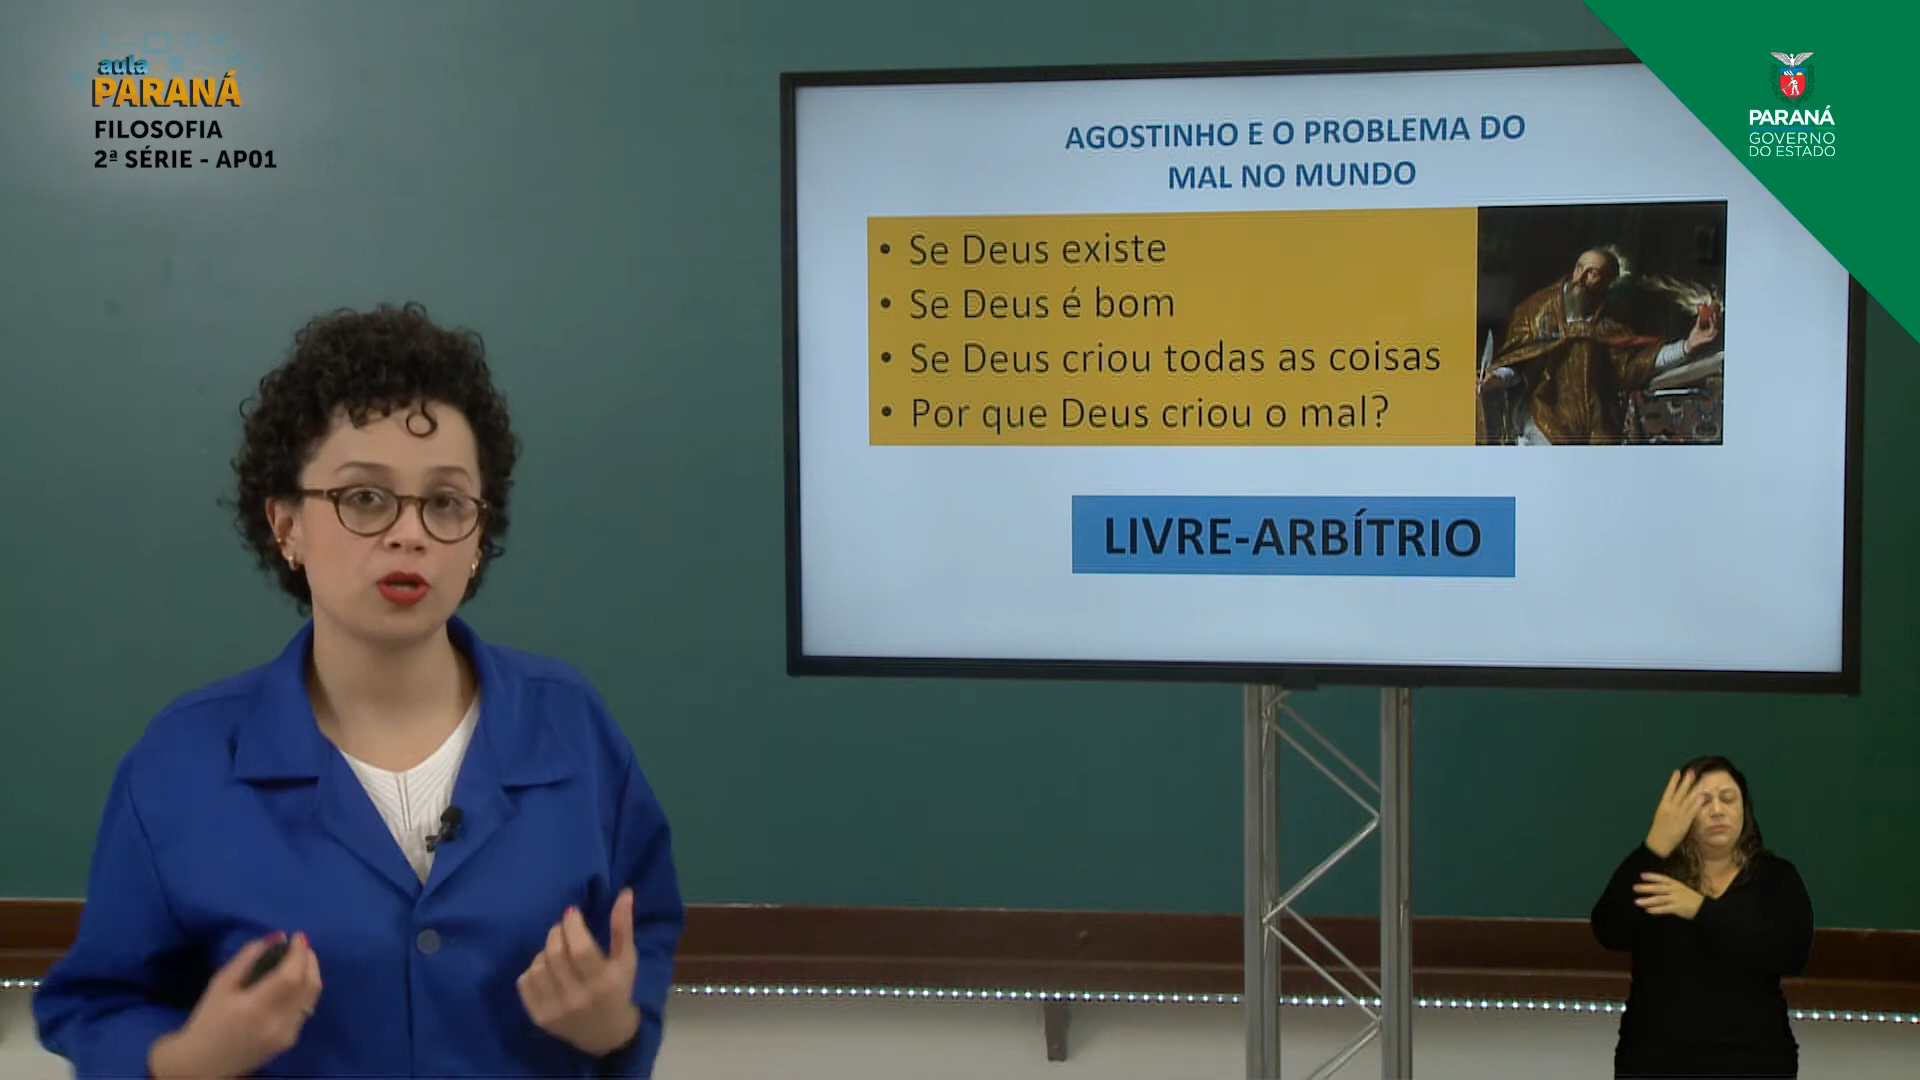 aula
PARANÁ
FILOSOFIA
2ª SÉRIE - AP01
PARANÁ
GOVERNO
DO ESTADO
AGOSTINHO E O PROBLEMA DO
MAL NO MUNDO
• Se Deus existe
• Se Deus é bom
• Se Deus criou todas as coisas
• Por que Deus criou o mal?
LIVRE-ARBÍTRIO